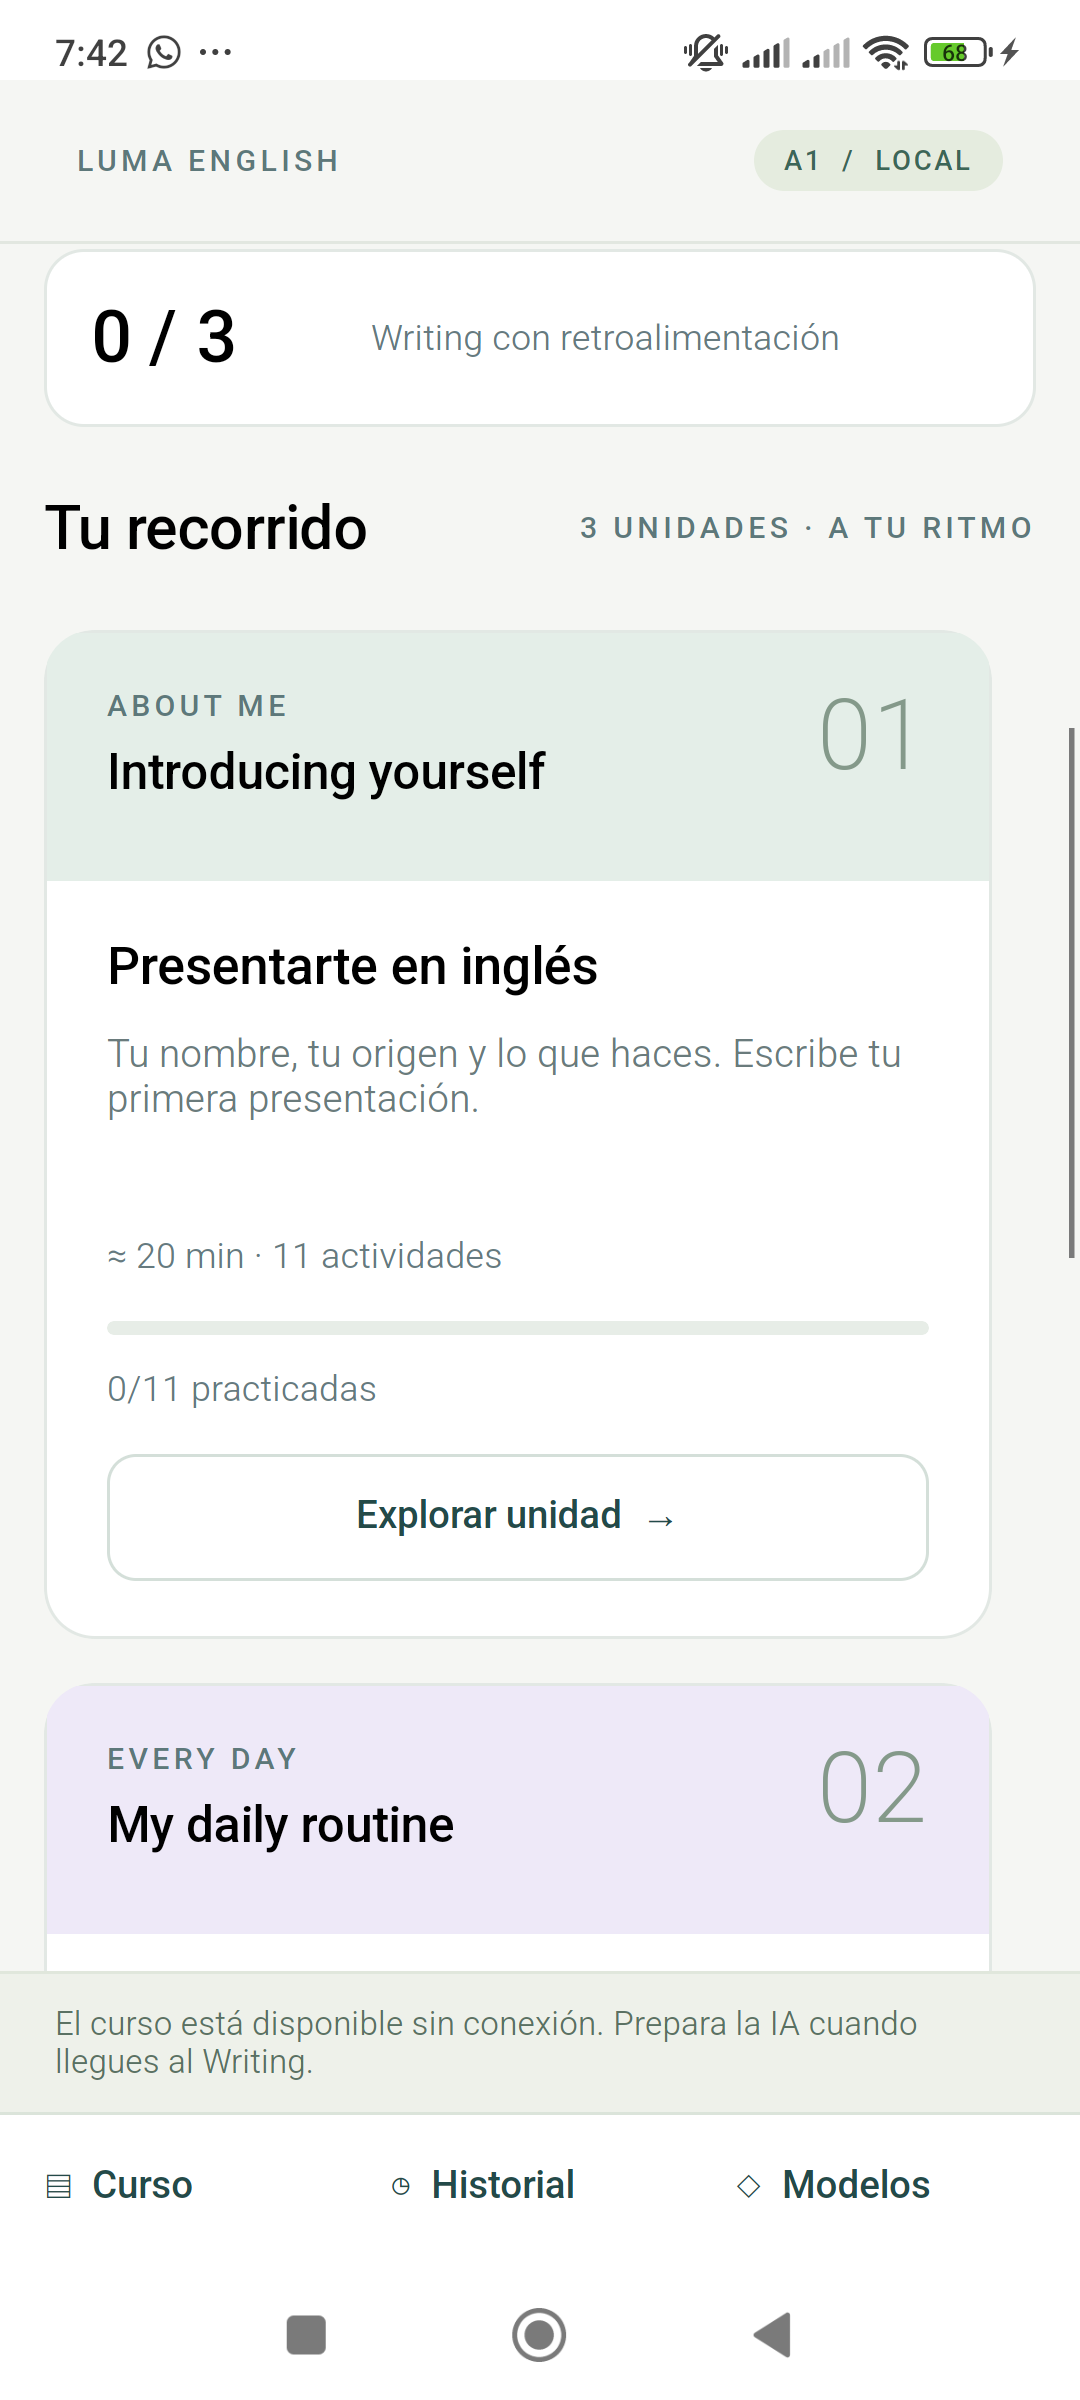 7:42 ...
68
LUMA ENGLISH
A1 / LOCAL
0 / 3
Writing con retroalimentación
Tu recorrido
3 UNIDADES · A TU RITMO
ABOUT ME
01
Introducing yourself
Presentarte en inglés
Tu nombre, tu origen y lo que haces. Escribe tu
primera presentación.
≈ 20 min · 11 actividades
0/11 practicadas
Explorar unidad →
EVERY DAY
02
My daily routine
El curso está disponible sin conexión. Prepara la IA cuando
llegues al Writing.
Curso
Historial
Modelos